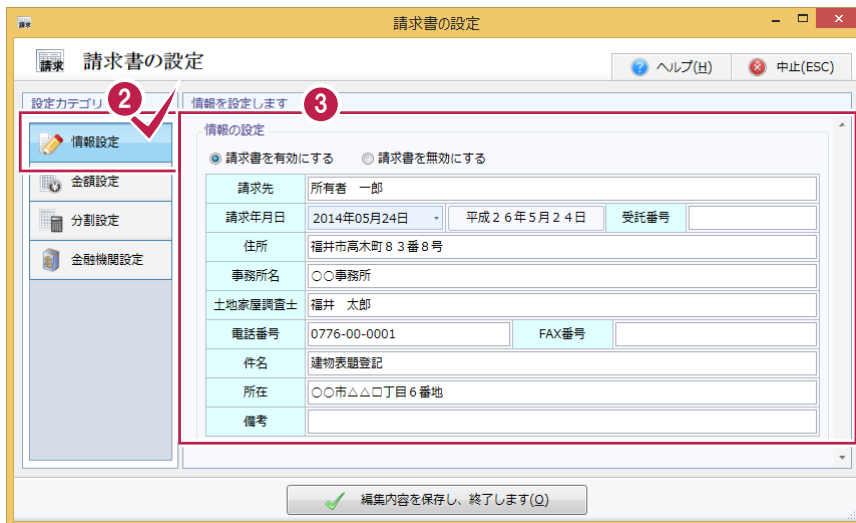 請求
請求書の設定
請求 請求書の設定
ヘルプ(H)
中止(ESC)
設定カテゴリ
2
情報設定
金額設定
分割設定
金融機関設定
情報を設定します
3
情報の設定
請求書を有効にする 請求書を無効にする
請求先 所有者 一郎
請求年月日 2014年05月24日 平成26年5月24日 受託番号
住所 福井市高木町83番8号
事務所名 〇〇事務所
土地家屋調査士 福井 太郎
電話番号 0776-00-0001 FAX番号
件名 建物表題登記
所在 〇〇市△△口丁目6番地
備考
編集内容を保存し、終了します(O)